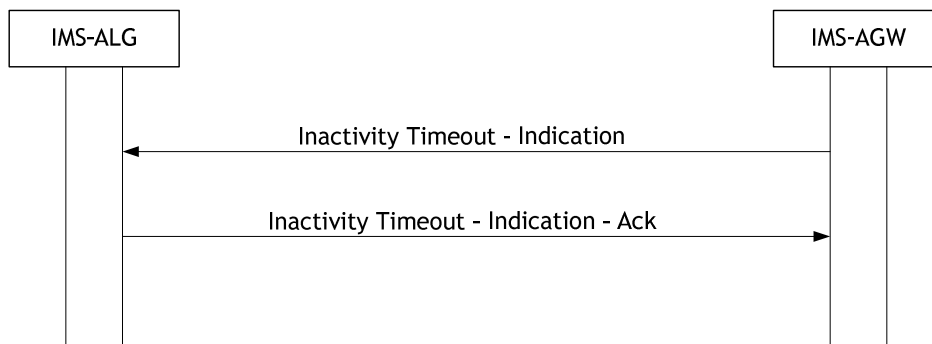 IMS-ALG
IMS-AGW
Inactivity Timeout - Indication
Inactivity Timeout - Indication - Ack